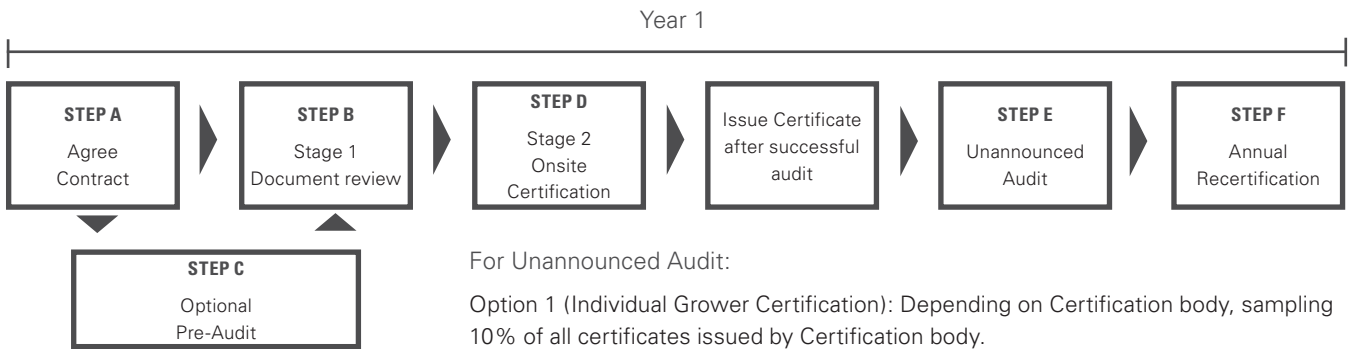 Year 1
STEP A
Agree
Contract
STEP B
Stage 1
Document review
STEP D
Stage 2
Onsite
Certification
Issue Certificate
after successful
audit
STEP E
Unannounced
Audit
STEP F
Annual
Recertification
STEP C
Optional
Pre-Audit
For Unannounced Audit:
Option 1 (Individual Grower Certification): Depending on Certification body, sampling
10% of all certificates issued by Certification body.